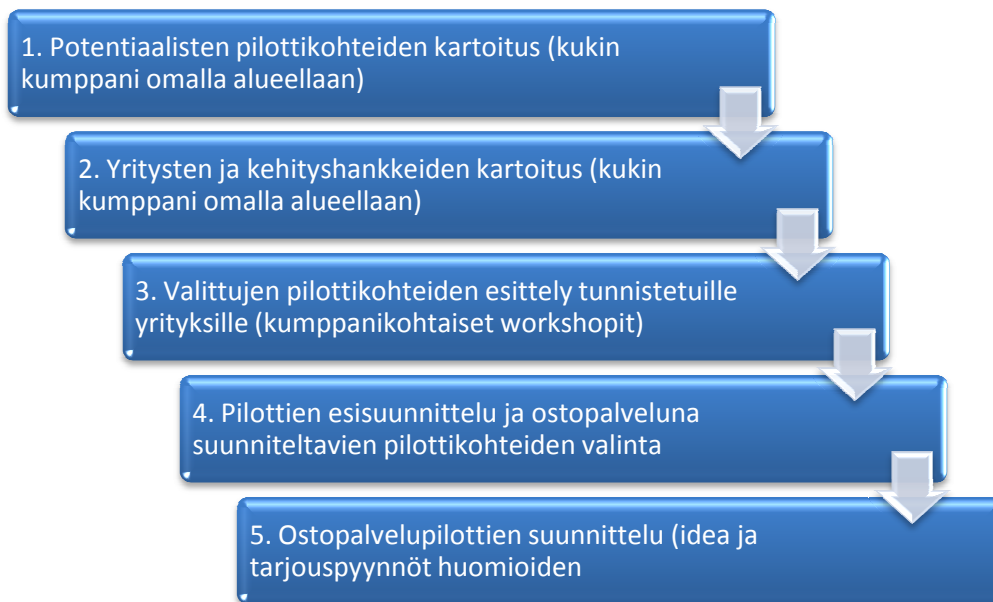 1. Potentiaalisten pilottikohteiden kartoitus (kukin
kumppani omalla alueellaan)
2. Yritysten ja kehityshankkeiden kartoitus (kukin
kumppani omalla alueellaan)
3. Valittujen pilottikohteiden esittely tunnistetuille
yrityksille (kumppanikohtaiset workshopit)
4. Pilottien esisuunnittelu ja ostopalveluna
suunniteltavien pilottikohteiden valinta
5. Ostopalvelupilottien suunnittelu (idea ja
tarjouspyynnöt huomioiden